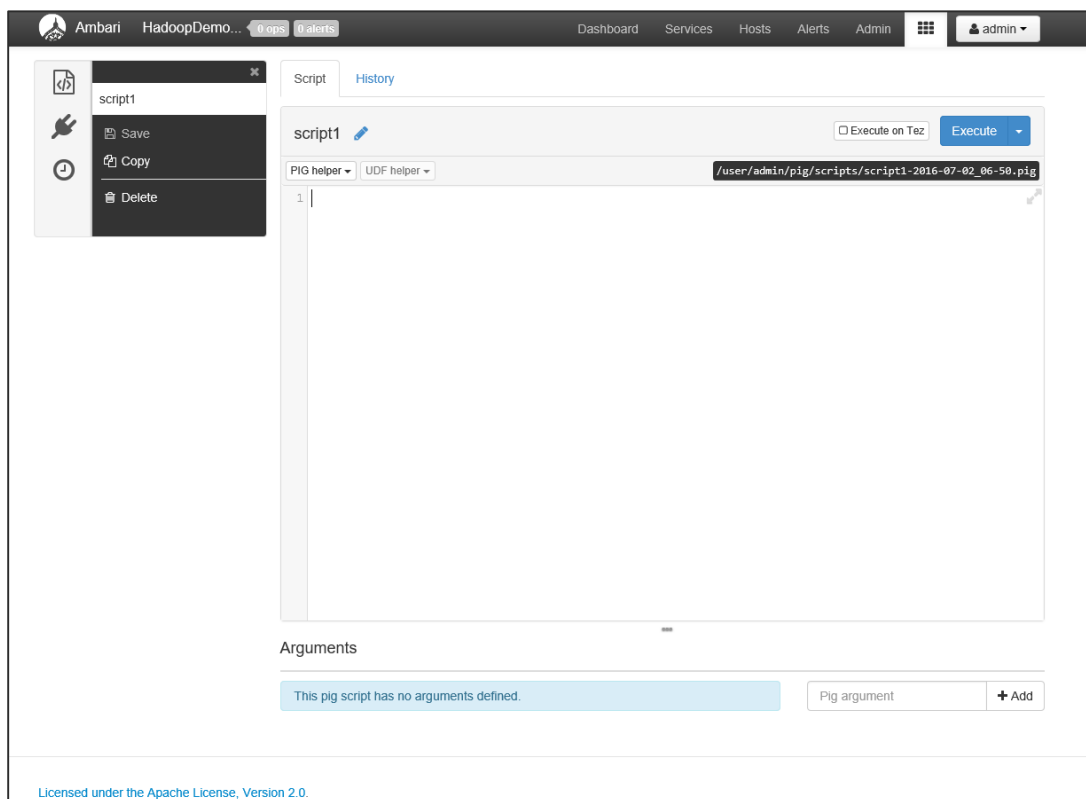 Ambari HadoopDemo... 0 ops 0 alerts Dashboard Services Hosts Alerts Admin admin
script1
Save
Copy
Delete
Script History
script1 Execute on Tez Execute
PIG helper UDF helper /user/admin/pig/scripts/script1-2016-07-02_06-50.pig
1
Arguments
This pig script has no arguments defined. Pig argument + Add
Licensed under the Apache License, Version 2.0.